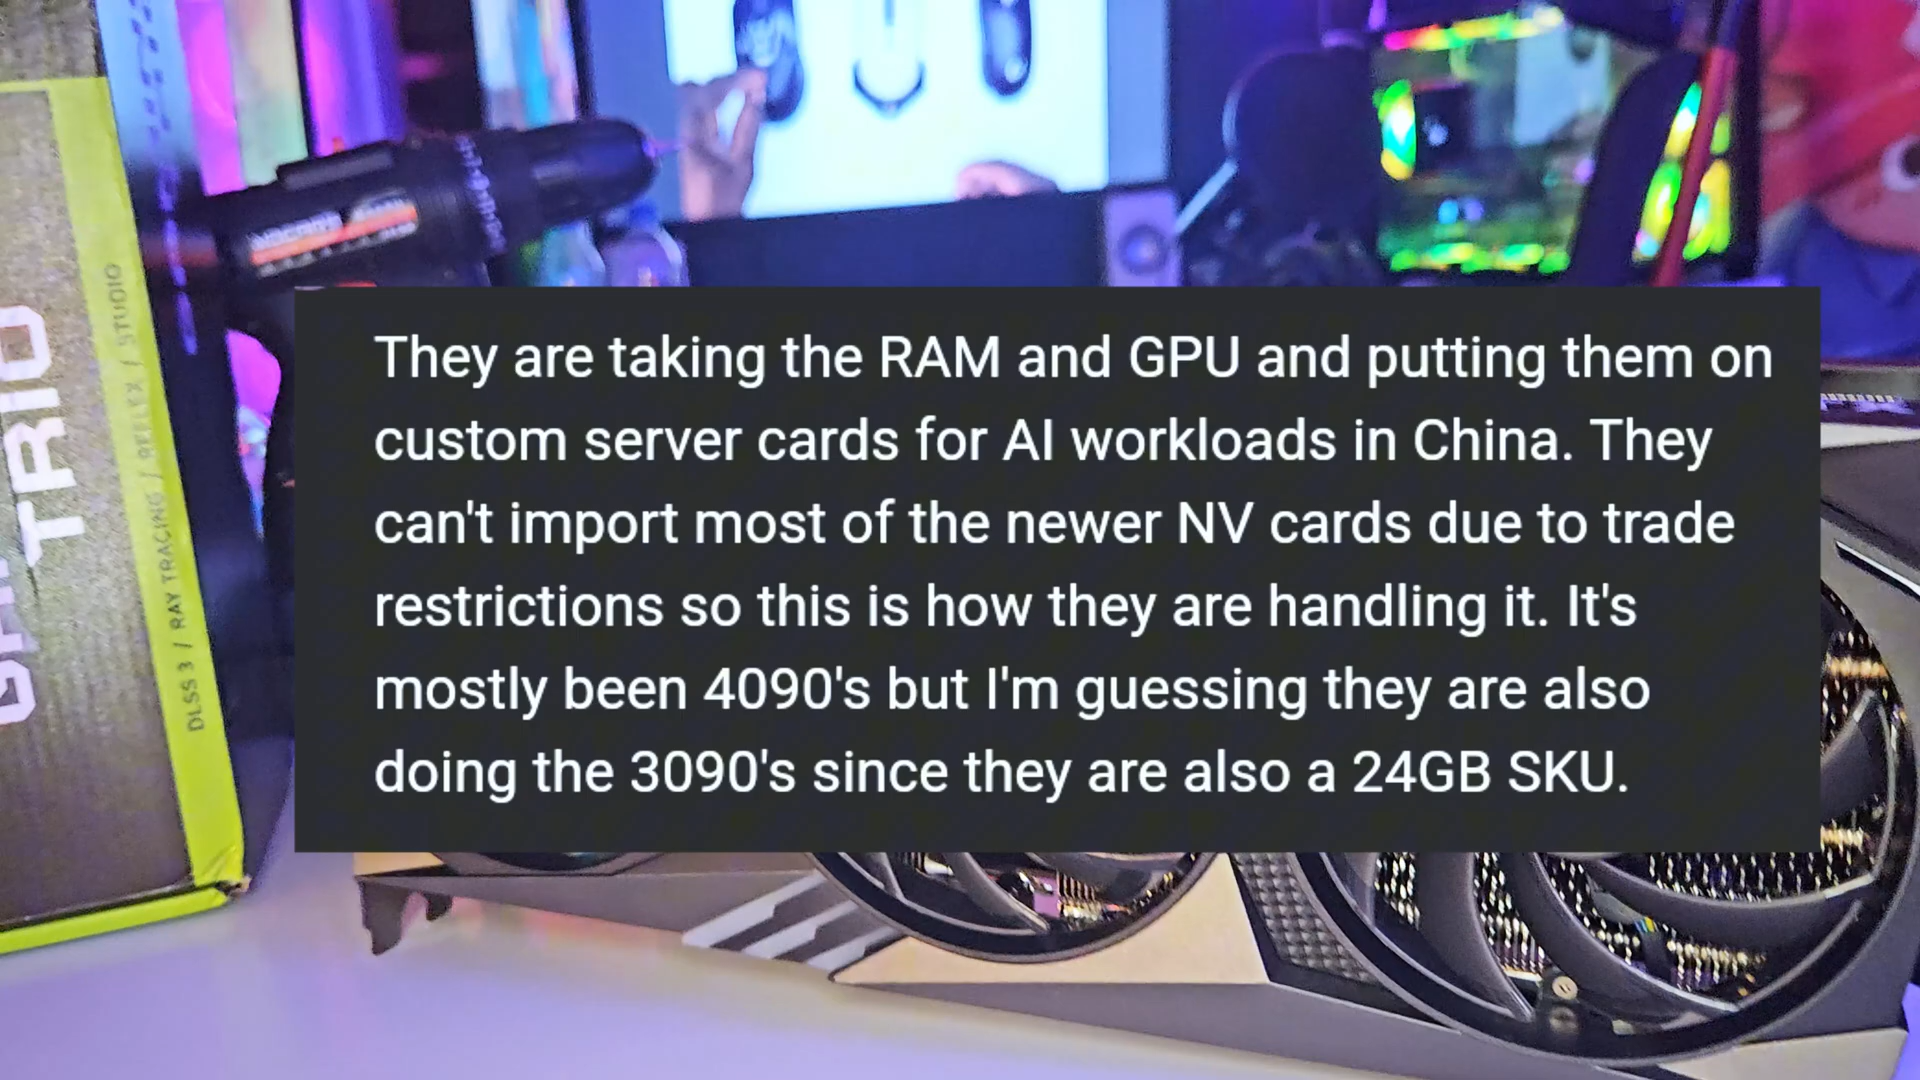 They are taking the RAM and GPU and putting them on
custom server cards for AI workloads in China. They
can't import most of the newer NV cards due to trade
restrictions so this is how they are handling it. It's
mostly been 4090's but I'm guessing they are also
doing the 3090's since they are also a 24GB SKU.
TRIO
DLSS 3 / RAY TRACING / REFLEX / STUDIO